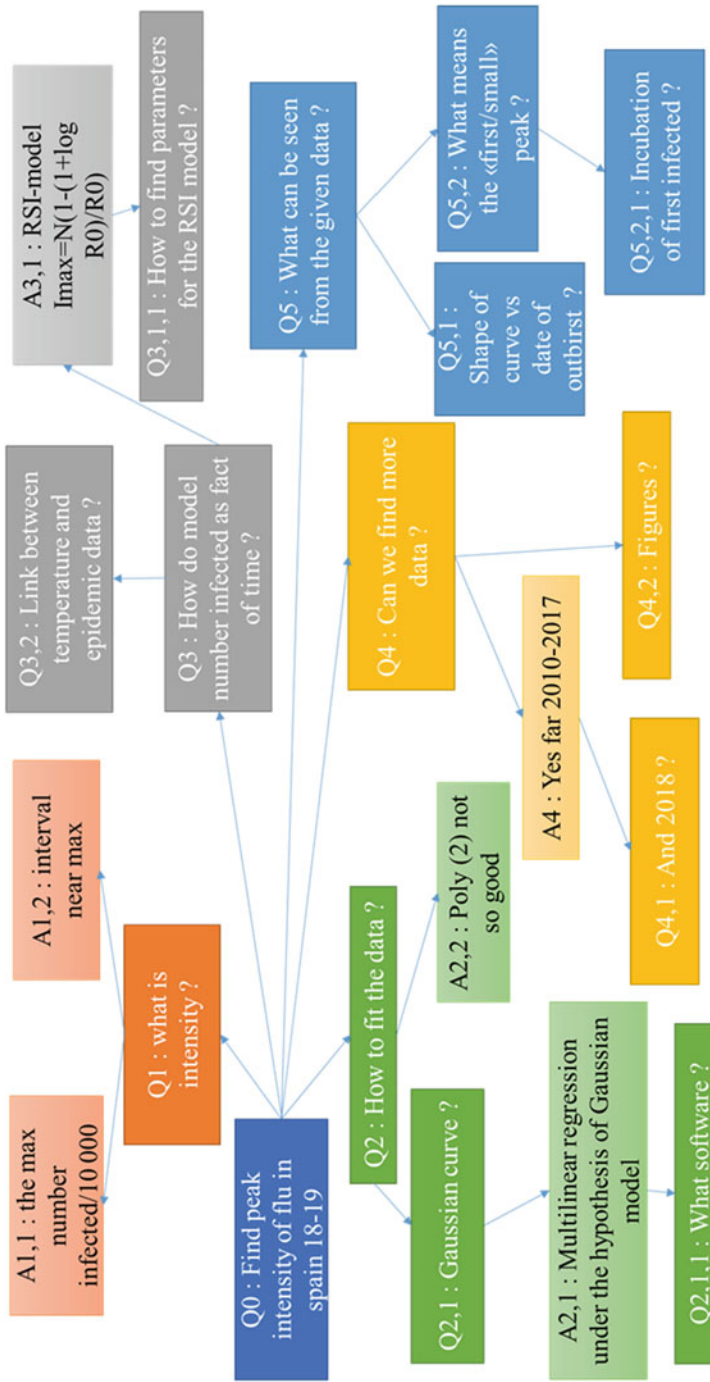 A1,1 : the max
number
infected/10 000
A1,2 : interval
near max
Q3,2 : Link between
temperature and
epidemic data ?
A3,1 : RSI-model
Imax=N(1-(1+log
R0)/R0)
Q1 : what is
intensity ?
Q3 : How do model
number infected as fact
of time ?
Q3,1,1 : How to find parameters
for the RSI model ?
Q0 : Find peak
intensity of flu in
spain 18-19
Q5 : What can be seen
from the given data ?
Q2 : How to fit the data ?
Q4 : Can we find more
data ?
Q2,1 : Gaussian curve ?
A2,2 : Poly (2) not
so good
Q5,1 :
Shape of
curve vs
date of
outbirst ?
Q5,2 : What means
the «first/small»
peak ?
A4 : Yes far 2010-2017
A2,1 : Multilinear regression
under the hypothesis of Gaussian
model
Q4,1 : And 2018 ?
Q4,2 : Figures ?
Q5,2,1 : Incubation
of first infected ?
Q2,1,1 : What software ?